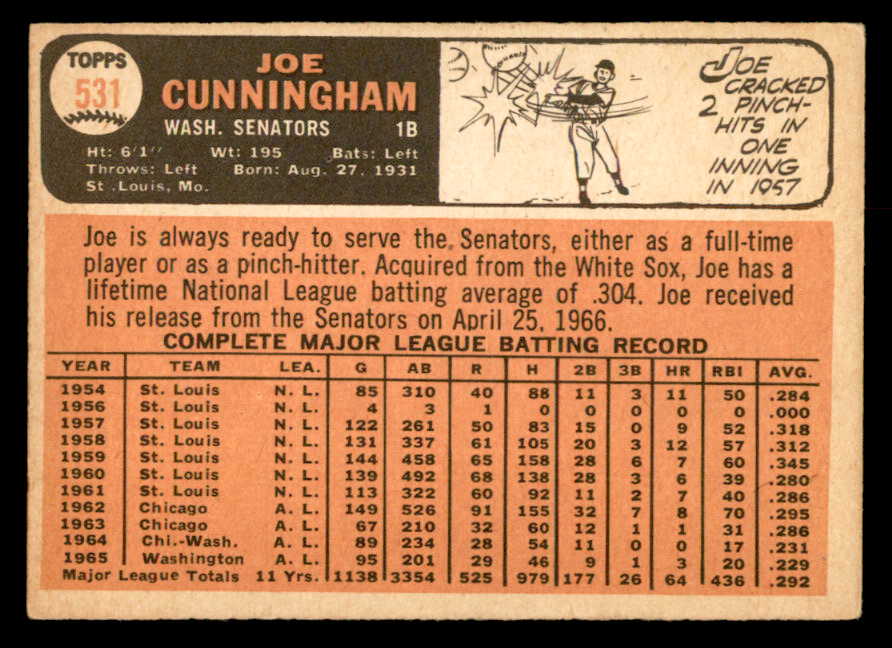 TOPPS
531
JOE
CUNNINGHAM
WASH. SENATORS 1B
Ht: 6'1" Wt: 195 Bats: Left
Throws: Left Born: Aug. 27, 1931
St. Louis, Mo.
JOE
CRACKED
2 PINCH-
HITS IN
ONE
INNING
IN 1957
Joe is always ready to serve the Senators, either as a full-time
player or as a pinch-hitter. Acquired from the White Sox, Joe has a
lifetime National League batting average of .304. Joe received
his release from the Senators on April 25, 1966.
COMPLETE MAJOR LEAGUE BATTING RECORD
YEAR TEAM LEA. G AB R H 2B 3B HR RBI AVG.
1954 St. Louis N. L. 85 310 40 88 11 3 11 50 .284
1956 St. Louis N. L. 4 3 1 0 0 0 0 0 .000
1957 St. Louis N. L. 122 261 50 83 15 0 9 52 .318
1958 St. Louis N. L. 131 337 61 105 20 3 12 57 .312
1959 St. Louis N. L. 144 458 65 158 28 6 7 60 .345
1960 St. Louis N. L. 139 492 68 138 28 3 6 39 .280
1961 St. Louis N. L. 113 322 60 92 11 2 7 40 .286
1962 Chicago A. L. 149 526 91 155 32 7 8 70 .295
1963 Chicago A. L. 67 210 32 60 12 1 1 31 .286
1964 Chi.-Wash. A. L. 89 234 28 54 11 0 0 17 .231
1965 Washington A. L. 95 201 29 46 9 1 3 20 .229
Major League Totals 11 Yrs. 1138 3354 525 979 177 26 64 436 .292